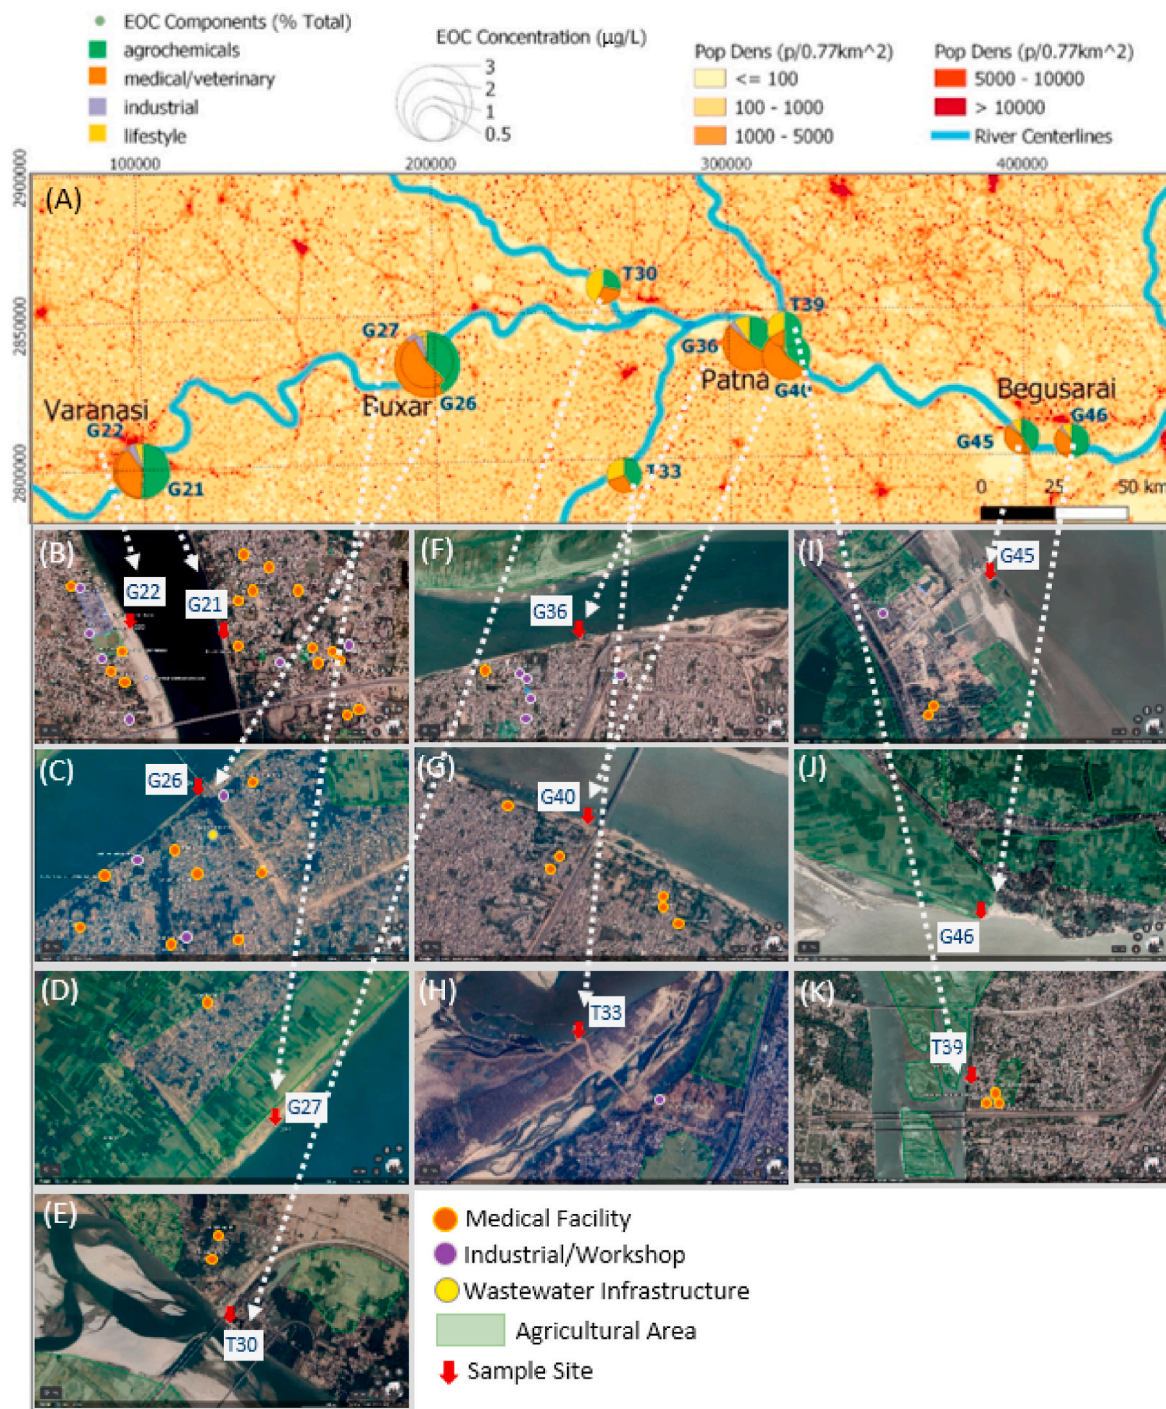 EOC Components (% Total)
agrochemicals
medical/veterinary
industrial
lifestyle
EOC Concentration (µg/L)
3
2
1
0.5
Pop Dens (p/0.77km^2)
<= 100
100 - 1000
1000 - 5000
Pop Dens (p/0.77km^2)
5000 - 10000
> 10000
River Centerlines
100000 200000 300000 400000
2900000
2850000
2800000
(A)
T30
T39
G27
G36
Patna
G40
Buxar
G26
Varanasi
G22
G21
T33
Begusarai
G46
G45
0 25 50 km
(B)
G22
G21
(F)
G36
(I)
G45
(C)
G26
(G)
G40
(J)
G46
(D)
G27
(H)
T33
(K)
T39
(E)
T30
Medical Facility
Industrial/Workshop
Wastewater Infrastructure
Agricultural Area
Sample Site